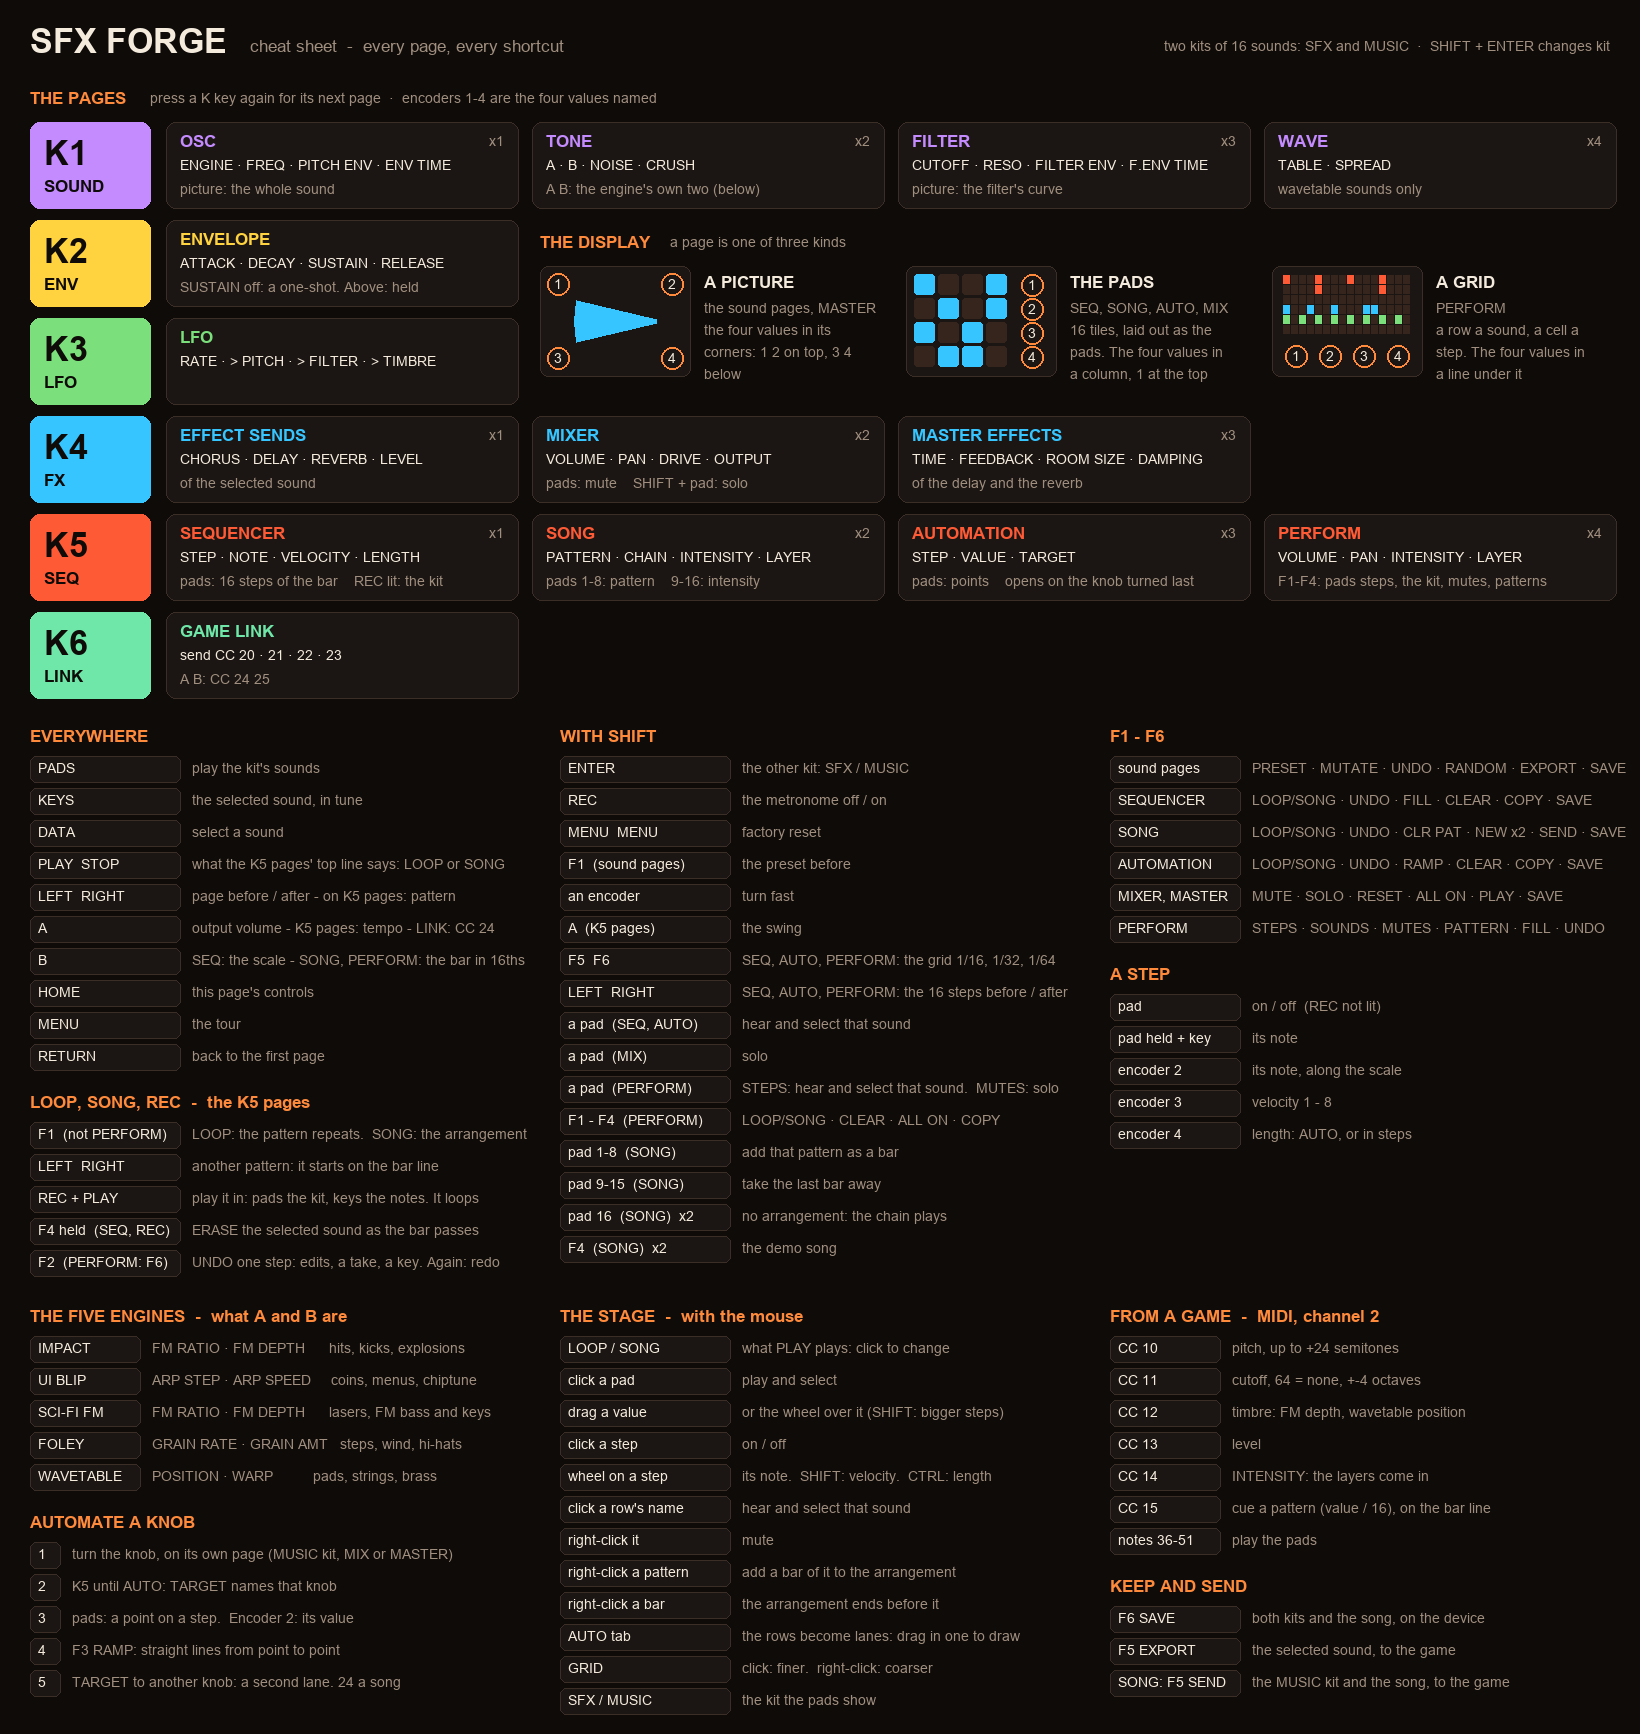 SFX FORGE cheat sheet - every page, every shortcut
two kits of 16 sounds: SFX and MUSIC · SHIFT + ENTER changes kit
THE PAGES press a K key again for its next page · encoders 1-4 are the four values named
K1
SOUND
OSC x1
ENGINE · FREQ · PITCH ENV · ENV TIME
picture: the whole sound
TONE x2
A · B · NOISE · CRUSH
A B: the engine's own two (below)
FILTER x3
CUTOFF · RESO · FILTER ENV · F.ENV TIME
picture: the filter's curve
WAVE x4
TABLE · SPREAD
wavetable sounds only
K2
ENV
ENVELOPE
ATTACK · DECAY · SUSTAIN · RELEASE
SUSTAIN off: a one-shot. Above: held
K3
LFO
LFO
RATE · > PITCH · > FILTER · > TIMBRE
THE DISPLAY a page is one of three kinds
1 2
3 4
A PICTURE
the sound pages, MASTER
the four values in its
corners: 1 2 on top, 3 4
below
1
2
3
4
THE PADS
SEQ, SONG, AUTO, MIX
16 tiles, laid out as the
pads. The four values in
a column, 1 at the top
1 2 3 4
A GRID
PERFORM
a row a sound, a cell a
step. The four values in
a line under it
K4
FX
EFFECT SENDS x1
CHORUS · DELAY · REVERB · LEVEL
of the selected sound
MIXER x2
VOLUME · PAN · DRIVE · OUTPUT
pads: mute SHIFT + pad: solo
MASTER EFFECTS x3
TIME · FEEDBACK · ROOM SIZE · DAMPING
of the delay and the reverb
K5
SEQ
SEQUENCER x1
STEP · NOTE · VELOCITY · LENGTH
pads: 16 steps of the bar REC lit: the kit
SONG x2
PATTERN · CHAIN · INTENSITY · LAYER
pads 1-8: pattern 9-16: intensity
AUTOMATION x3
STEP · VALUE · TARGET
pads: points opens on the knob turned last
PERFORM x4
VOLUME · PAN · INTENSITY · LAYER
F1-F4: pads steps, the kit, mutes, patterns
K6
LINK
GAME LINK
send CC 20 · 21 · 22 · 23
A B: CC 24 25
EVERYWHERE
PADS play the kit's sounds
KEYS the selected sound, in tune
DATA select a sound
PLAY STOP what the K5 pages' top line says: LOOP or SONG
LEFT RIGHT page before / after - on K5 pages: pattern
A output volume - K5 pages: tempo - LINK: CC 24
B SEQ: the scale - SONG, PERFORM: the bar in 16ths
HOME this page's controls
MENU the tour
RETURN back to the first page
LOOP, SONG, REC - the K5 pages
F1 (not PERFORM) LOOP: the pattern repeats. SONG: the arrangement
LEFT RIGHT another pattern: it starts on the bar line
REC + PLAY play it in: pads the kit, keys the notes. It loops
F4 held (SEQ, REC) ERASE the selected sound as the bar passes
F2 (PERFORM: F6) UNDO one step: edits, a take, a key. Again: redo
WITH SHIFT
ENTER the other kit: SFX / MUSIC
REC the metronome off / on
MENU MENU factory reset
F1 (sound pages) the preset before
an encoder turn fast
A (K5 pages) the swing
F5 F6 SEQ, AUTO, PERFORM: the grid 1/16, 1/32, 1/64
LEFT RIGHT SEQ, AUTO, PERFORM: the 16 steps before / after
a pad (SEQ, AUTO) hear and select that sound
a pad (MIX) solo
a pad (PERFORM) STEPS: hear and select that sound. MUTES: solo
F1 - F4 (PERFORM) LOOP/SONG · CLEAR · ALL ON · COPY
pad 1-8 (SONG) add that pattern as a bar
pad 9-15 (SONG) take the last bar away
pad 16 (SONG) x2 no arrangement: the chain plays
F4 (SONG) x2 the demo song
F1 - F6
sound pages PRESET · MUTATE · UNDO · RANDOM · EXPORT · SAVE
SEQUENCER LOOP/SONG · UNDO · FILL · CLEAR · COPY · SAVE
SONG LOOP/SONG · UNDO · CLR PAT · NEW x2 · SEND · SAVE
AUTOMATION LOOP/SONG · UNDO · RAMP · CLEAR · COPY · SAVE
MIXER, MASTER MUTE · SOLO · RESET · ALL ON · PLAY · SAVE
PERFORM STEPS · SOUNDS · MUTES · PATTERN · FILL · UNDO
A STEP
pad on / off (REC not lit)
pad held + key its note
encoder 2 its note, along the scale
encoder 3 velocity 1 - 8
encoder 4 length: AUTO, or in steps
THE FIVE ENGINES - what A and B are
IMPACT FM RATIO · FM DEPTH hits, kicks, explosions
UI BLIP ARP STEP · ARP SPEED coins, menus, chiptune
SCI-FI FM FM RATIO · FM DEPTH lasers, FM bass and keys
FOLEY GRAIN RATE · GRAIN AMT steps, wind, hi-hats
WAVETABLE POSITION · WARP pads, strings, brass
AUTOMATE A KNOB
1 turn the knob, on its own page (MUSIC kit, MIX or MASTER)
2 K5 until AUTO: TARGET names that knob
3 pads: a point on a step. Encoder 2: its value
4 F3 RAMP: straight lines from point to point
5 TARGET to another knob: a second lane. 24 a song
THE STAGE - with the mouse
LOOP / SONG what PLAY plays: click to change
click a pad play and select
drag a value or the wheel over it (SHIFT: bigger steps)
click a step on / off
wheel on a step its note. SHIFT: velocity. CTRL: length
click a row's name hear and select that sound
right-click it mute
right-click a pattern add a bar of it to the arrangement
right-click a bar the arrangement ends before it
AUTO tab the rows become lanes: drag in one to draw
GRID click: finer. right-click: coarser
SFX / MUSIC the kit the pads show
FROM A GAME - MIDI, channel 2
CC 10 pitch, up to +24 semitones
CC 11 cutoff, 64 = none, +-4 octaves
CC 12 timbre: FM depth, wavetable position
CC 13 level
CC 14 INTENSITY: the layers come in
CC 15 cue a pattern (value / 16), on the bar line
notes 36-51 play the pads
KEEP AND SEND
F6 SAVE both kits and the song, on the device
F5 EXPORT the selected sound, to the game
SONG: F5 SEND the MUSIC kit and the song, to the game